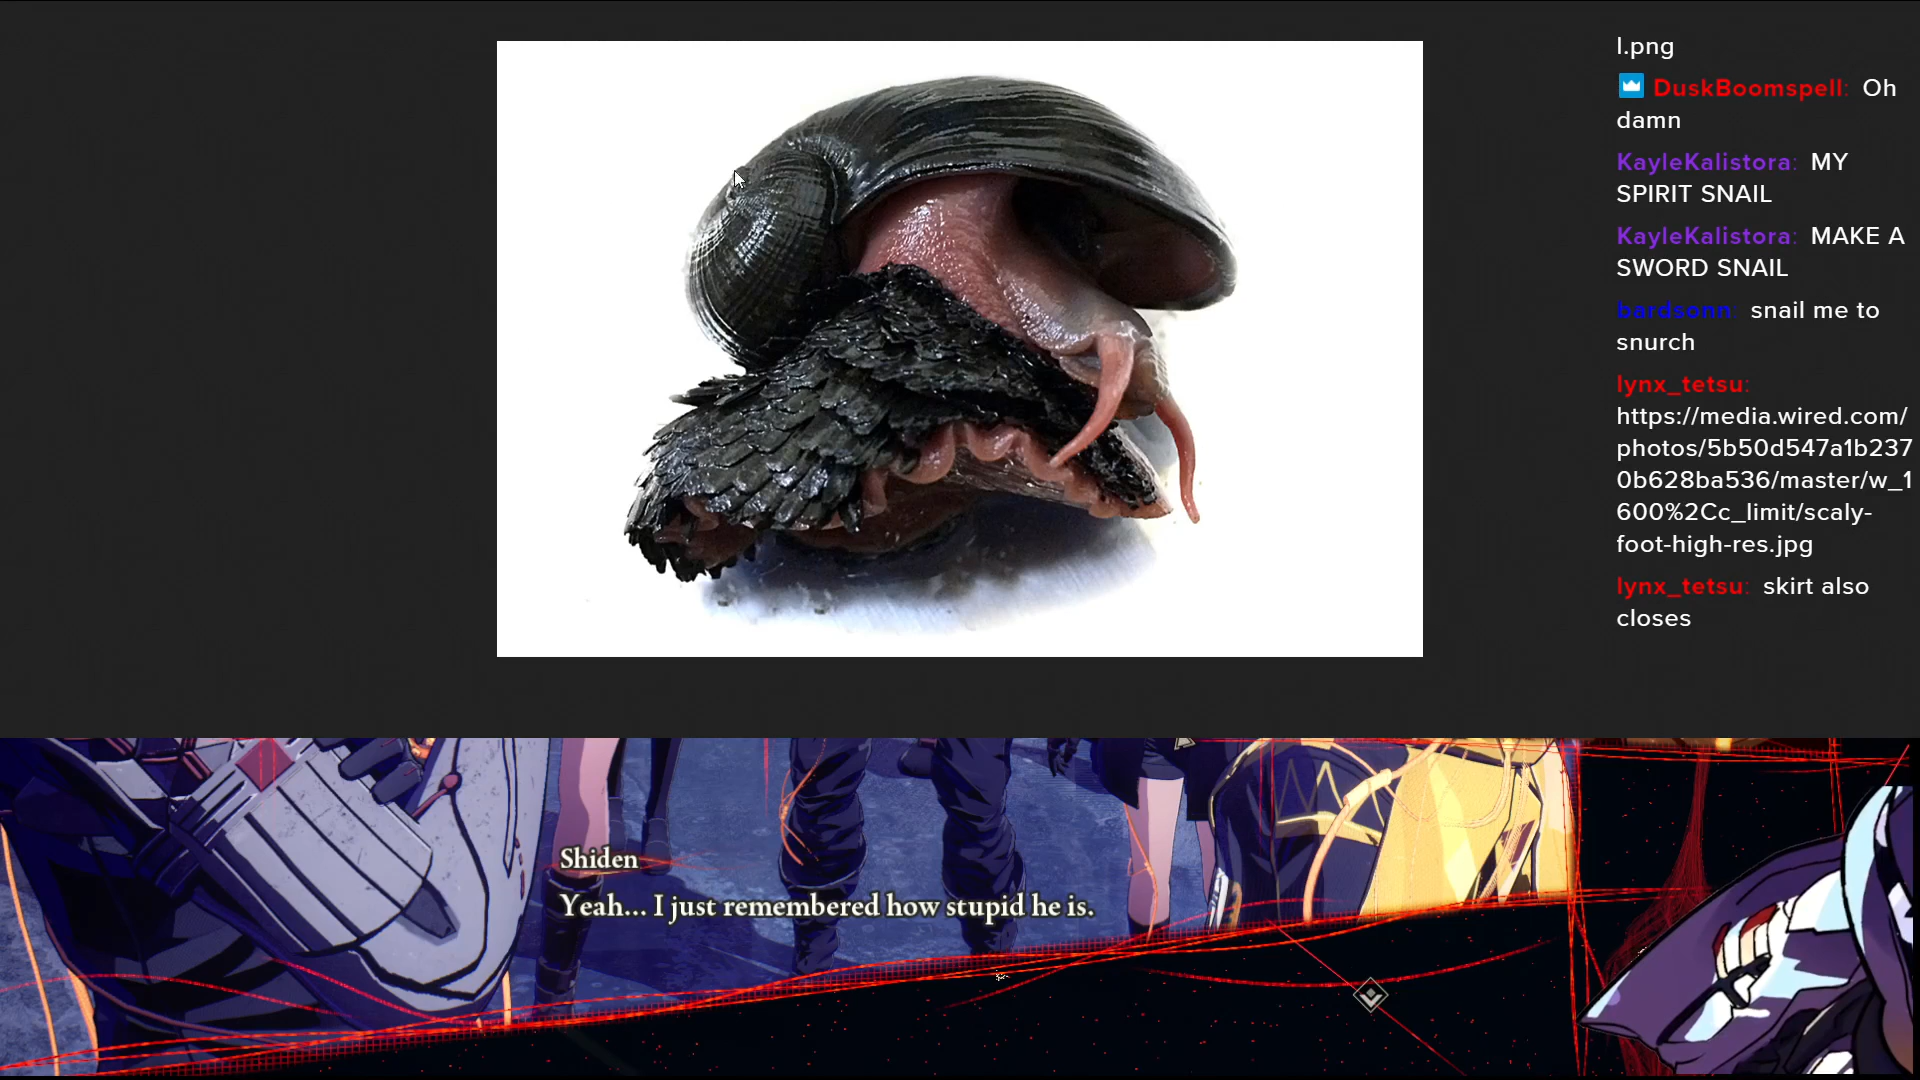 l.png
DuskBoomspell: Oh
damn
KayleKalistora: MY
SPIRIT SNAIL
KayleKalistora: MAKE A
SWORD SNAIL
bardsonn: snail me to
snurch
lynx_tetsu:
https://media.wired.com/
photos/5b50d547a1b237
0b628ba536/master/w_1
600%2Cc_limit/scaly-
foot-high-res.jpg
lynx_tetsu: skirt also
closes
Shiden
Yeah... I just remembered how stupid he is.